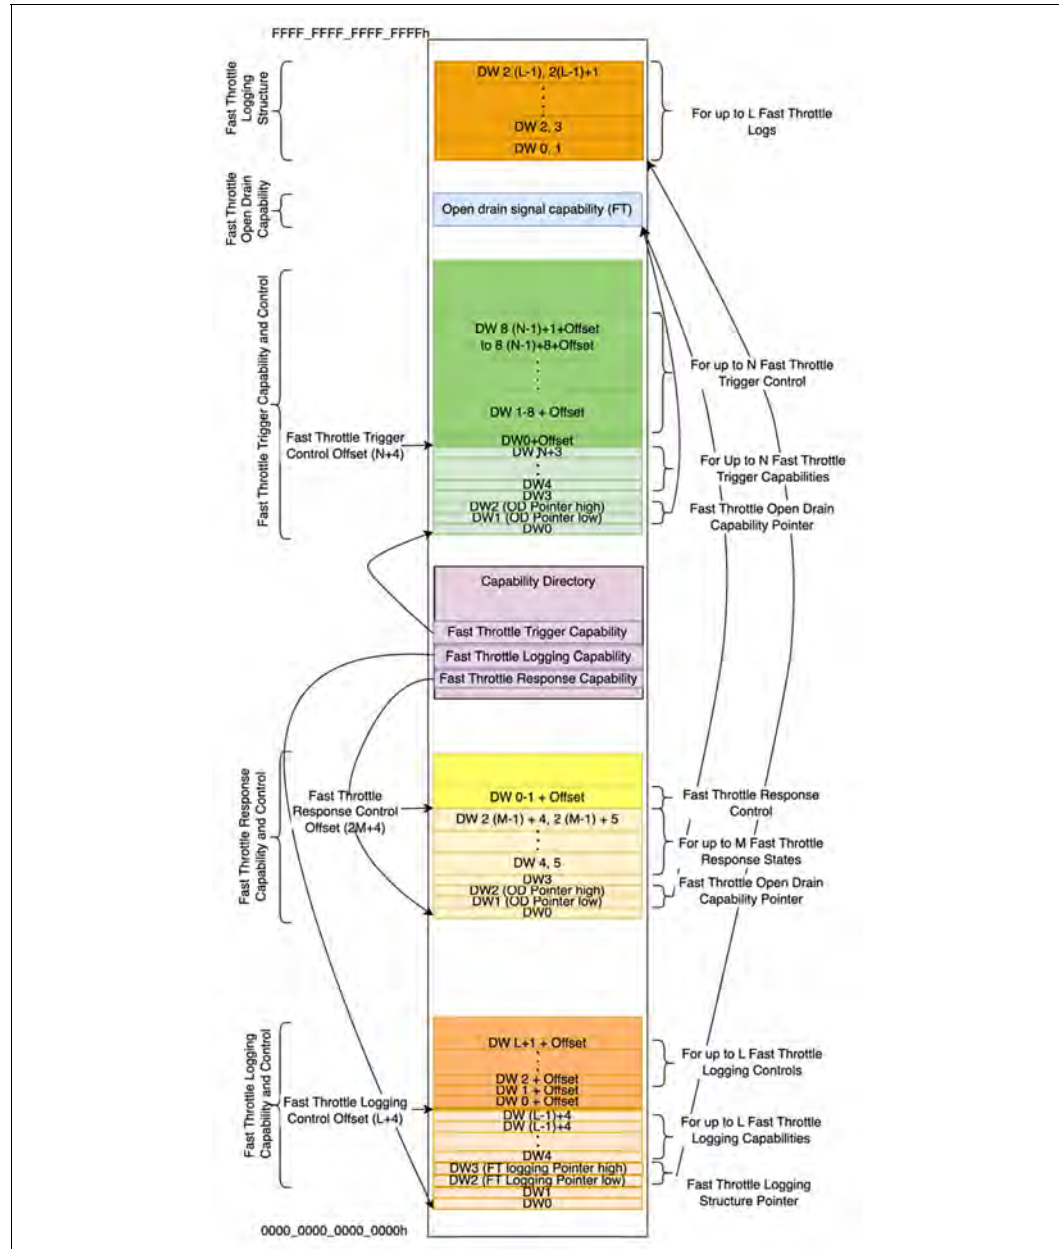 FFFF_FFFF_FFFF_FFFFh
Fast Throttle
Logging
Structure
DW 2 (L-1), 2(L-1)+1
DW 2, 3
DW 0, 1
For up to L Fast Throttle
Logs
Fast Throttle
Open Drain
Capability
Open drain signal capability (FT)
Fast Throttle Trigger Capability and Control
DW 8 (N-1)+1+Offset
to 8 (N-1)+8+Offset
DW 1-8 + Offset
For up to N Fast Throttle
Trigger Control
Fast Throttle Trigger
Control Offset (N+4)
DW0+Offset
DW N+3
DW4
DW3
DW2 (OD Pointer high)
DW1 (OD Pointer low)
DW0
For Up to N Fast Throttle
Trigger Capabilities
Fast Throttle Open Drain
Capability Pointer
Capability Directory
Fast Throttle Trigger Capability
Fast Throttle Logging Capability
Fast Throttle Response Capability
Fast Throttle Response
Capability and Control
Fast Throttle
Response Control
Offset (2M+4)
DW 0-1 + Offset
DW 2 (M-1) + 4, 2 (M-1) + 5
DW 4, 5
DW3
DW2 (OD Pointer high)
DW1 (OD Pointer low)
DW0
Fast Throttle Response
Control
For up to M Fast Throttle
Response States
Fast Throttle Open Drain
Capability Pointer
Fast Throttle Logging
Capability and Control
Fast Throttle Logging
Control Offset (L+4)
DW L+1 + Offset
DW 2 + Offset
DW 1 + Offset
DW 0 + Offset
DW (L-1)+4
DW (L-1)+4
DW4
DW3 (FT logging Pointer high)
DW2 (FT Logging Pointer low)
DW1
DW0
For up to L Fast Throttle
Logging Controls
For up to L Fast Throttle
Logging Capabilities
Fast Throttle Logging
Structure Pointer
0000_0000_0000_0000h